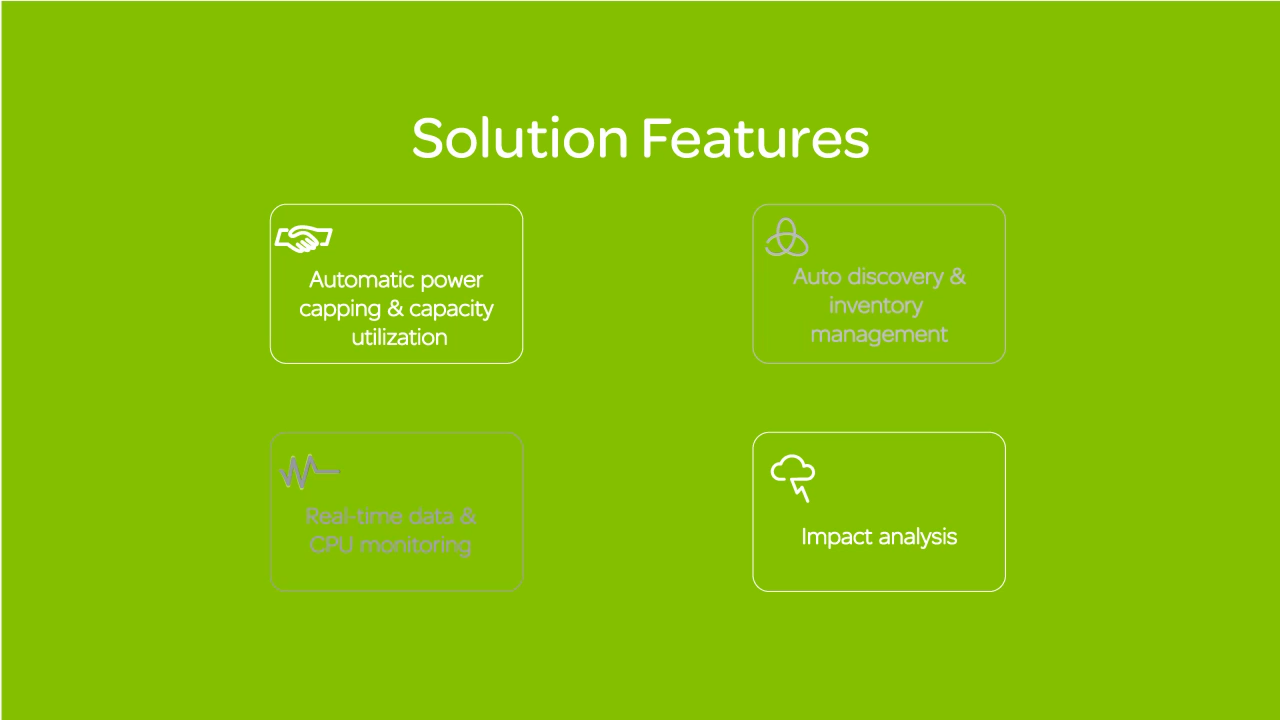 Solution Features
Automatic power
capping & capacity
utilization
Auto discovery &
inventory
management
Real-time data &
CPU monitoring
Impact analysis